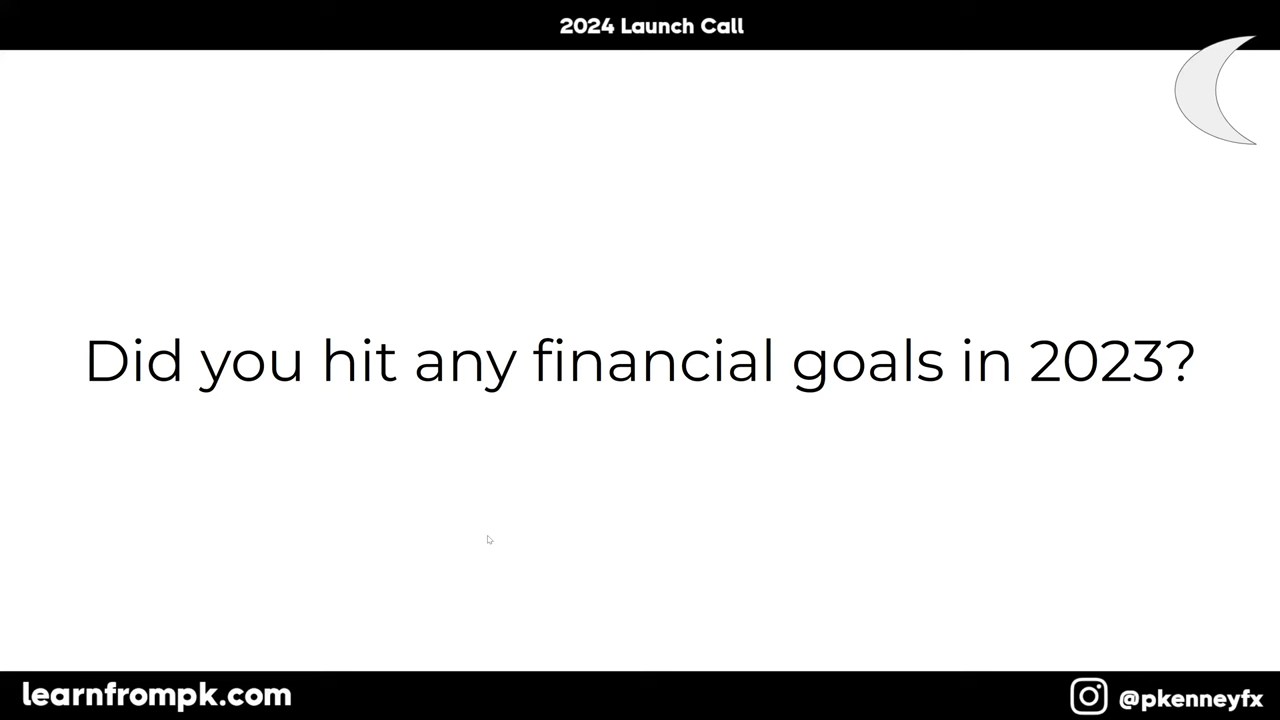 2024 Launch Call
Did you hit any financial goals in 2023?
learnfrompk.com
@pkenneyfx